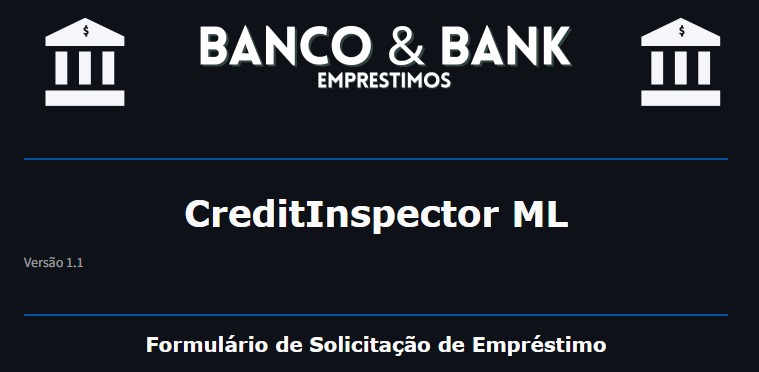 $ $
BANCO & BANK
EMPRESTIMOS
CreditInspector ML
Versão 1.1
Formulário de Solicitação de Empréstimo